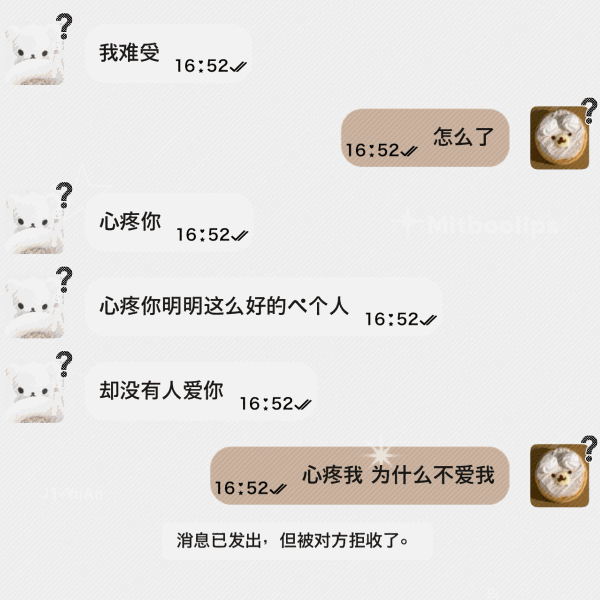 我难受
16:52
怎么了
16:52
心疼你
16:52
心疼你明明这么好的ペ个人
16:52
却没有人爱你
16:52
心疼我 为什么不爱我
16:52
消息已发出，但被对方拒收了。
Mitboolips